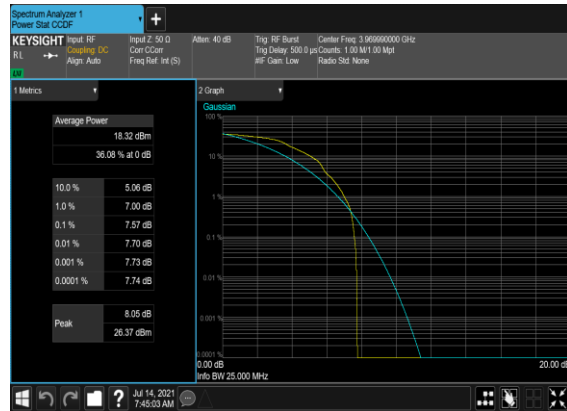 Spectrum Analyzer 1
Power Stat CCDF
KEYSIGHT
R L
LV
Input: RF
Coupling: DC
Align: Auto
Input Z: 50 Ω
Corr CCorr
Freq Ref: Int (S)
Atten: 40 dB
Trig: RF Burst
Trig Delay: 500.0 µs
#IF Gain: Low
Center Freq: 3.969990000 GHz
Counts: 1.00 M/1.00 Mpt
Radio Std: None
1 Metrics
Average Power
18.32 dBm
36.08 % at 0 dB
10.0 % 5.06 dB
1.0 % 7.00 dB
0.1 % 7.57 dB
0.01 % 7.70 dB
0.001 % 7.73 dB
0.0001 % 7.74 dB
Peak
8.05 dB
26.37 dBm
2 Graph
Gaussian
100 %
10 %
1 %
0.1 %
0.01 %
0.001 %
0.0001 %
0.00 dB 20.00 dB
Info BW 25.000 MHz
?
Jul 14, 2021
7:45:03 AM